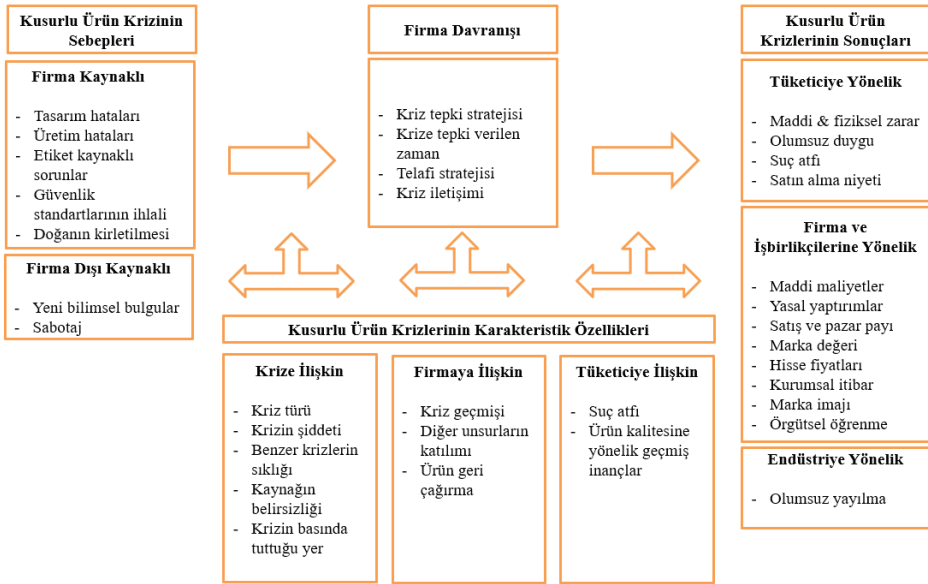 Kusurlu Ürün Krizinin
Sebepleri
Firma Kaynaklı
- Tasarım hataları
- Üretim hataları
- Etiket kaynaklı
sorunlar
- Güvenlik
standartlarının ihlali
- Doğanın kirletilmesi
Firma Dışı Kaynaklı
- Yeni bilimsel bulgular
- Sabotaj
Firma Davranışı
- Kriz tepki stratejisi
- Krize tepki verilen
zaman
- Telafi stratejisi
- Kriz iletişimi
Kusurlu Ürün Krizlerinin Karakteristik Özellikleri
Krize İlişkin
- Kriz türü
- Krizin şiddeti
- Benzer krizlerin
sıklığı
- Kaynağın
belirsizliği
- Krizin basında
tuttuğu yer
Firmaya İlişkin
- Kriz geçmişi
- Diğer unsurların
katılımı
- Ürün geri
çağırma
Tüketiciye İlişkin
- Suç atfı
- Ürün kalitesine
yönelik geçmiş
inançlar
Kusurlu Ürün
Krizlerinin Sonuçları
Tüketiciye Yönelik
- Maddi & fiziksel zarar
- Olumsuz duygu
- Suç atfı
- Satın alma niyeti
Firma ve
İşbirlikçilerine Yönelik
- Maddi maliyetler
- Yasal yaptırımlar
- Satış ve pazar payı
- Marka değeri
- Hisse fiyatları
- Kurumsal itibar
- Marka imajı
- Örgütsel öğrenme
Endüstriye Yönelik
- Olumsuz yayılma